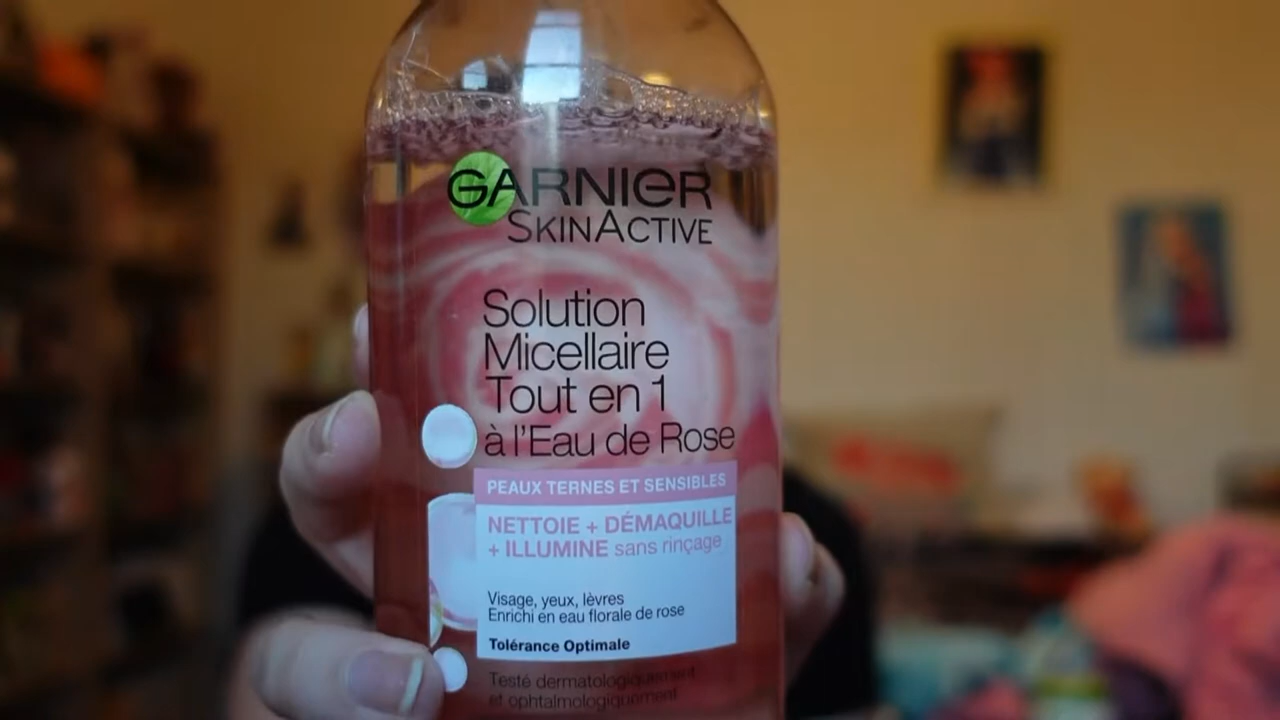 GARNIER
SKINACTIVE
Solution
Micellaire
Tout en 1
à l'Eau de Rose
PEAUX TERNES ET SENSIBLES
NETTOIE + DÉMAQUILLE
+ ILLUMINE sans rinçage
Visage, yeux, lèvres
Enrichi en eau florale de rose
Tolérance Optimale
Testé dermatologiquement
et ophtalmologiquement